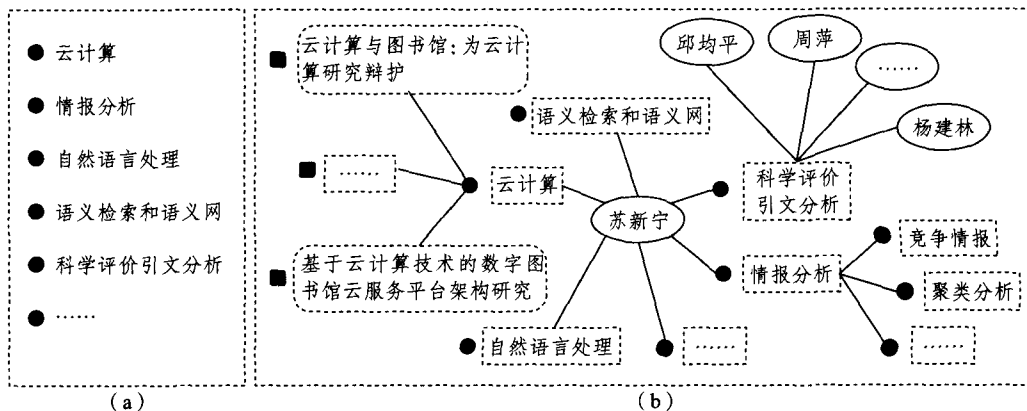 云计算
情报分析
自然语言处理
语义检索和语义网
科学评价引文分析
……
(a)
云计算与图书馆:为云计
算研究辩护
……
基于云计算技术的数字图
书馆云服务平台架构研究
云计算
语义检索和语义网
苏新宁
自然语言处理
……
邱均平
周萍
……
杨建林
科学评价
引文分析
情报分析
竞争情报
聚类分析
……
(b)